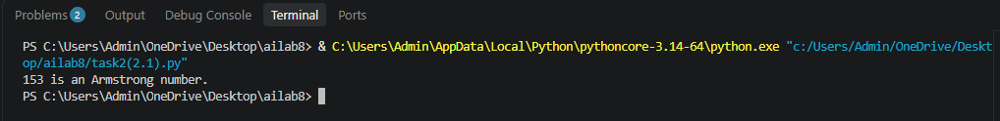 Problems 2 Output Debug Console Terminal Ports
PS C:\Users\Admin\OneDrive\Desktop\ailab8> & C:\Users\Admin\AppData\Local\Python\pythoncore-3.14-64\python.exe "c:/Users/Admin/OneDrive/Deskt
op/ailab8/task2(2.1).py"
153 is an Armstrong number.
PS C:\Users\Admin\OneDrive\Desktop\ailab8>